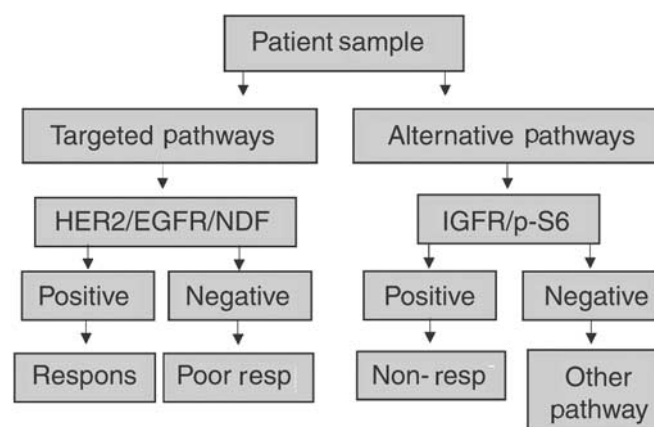 Patient sample
Targeted pathways
Alternative pathways
HER2/EGFR/NDF
IGFR/p-S6
Positive
Negative
Positive
Negative
Respons
Poor resp
Non- resp
Other
pathway